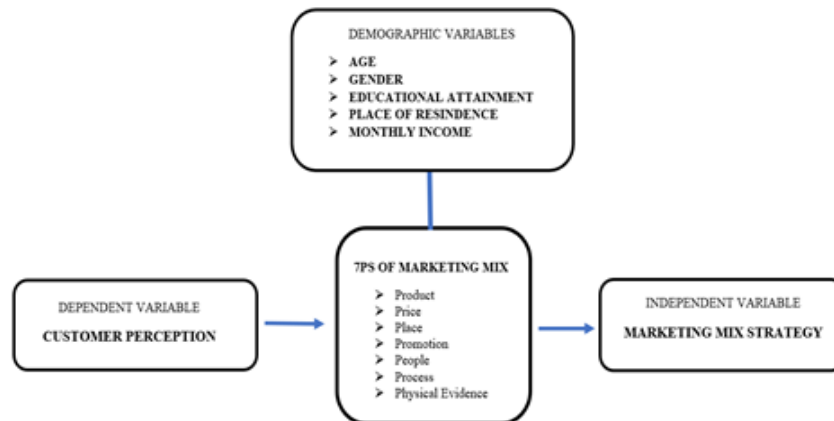 DEMOGRAPHIC VARIABLES
➢ AGE
➢ GENDER
➢ EDUCATIONAL ATTAINMENT
➢ PLACE OF RESINDENCE
➢ MONTHLY INCOME
DEPENDENT VARIABLE
CUSTOMER PERCEPTION
7PS OF MARKETING MIX
➢ Product
➢ Price
➢ Place
➢ Promotion
➢ People
➢ Process
➢ Physical Evidence
INDEPENDENT VARIABLE
MARKETING MIX STRATEGY